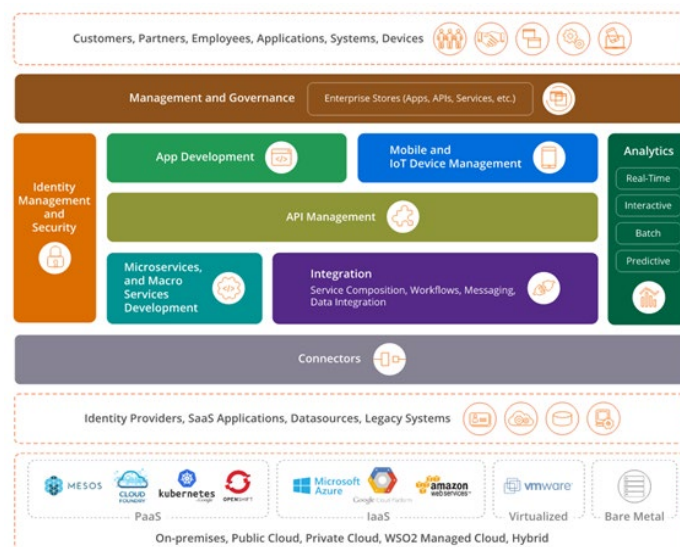 Customers, Partners, Employees, Applications, Systems, Devices
Management and Governance
Enterprise Stores (Apps, APIs, Services, etc.)
Identity
Management
and
Security
App Development
Mobile and
IoT Device Management
Analytics
Real-Time
Interactive
Batch
Predictive
API Management
Microservices,
and Macro
Services
Development
Integration
Service Composition, Workflows, Messaging,
Data Integration
Connectors
Identity Providers, SaaS Applications, Datasources, Legacy Systems
MESOS
CLOUD
FOUNDRY
kubernetes
OPENSHIFT
PaaS
Microsoft
Azure
Google Cloud Platform
amazon
webservices
IaaS
vmware
Virtualized
Bare Metal
On-premises, Public Cloud, Private Cloud, WSO2 Managed Cloud, Hybrid